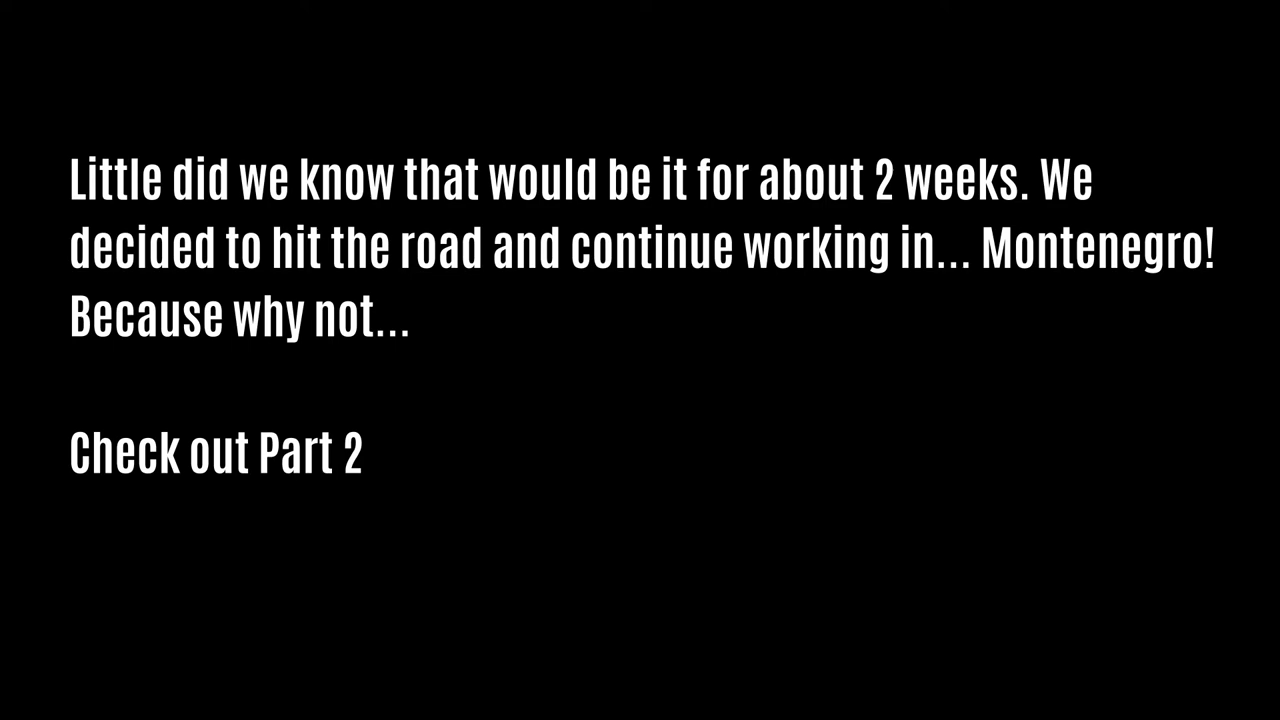 Little did we know that would be it for about 2 weeks. We
decided to hit the road and continue working in... Montenegro!
Because why not...
Check out Part 2